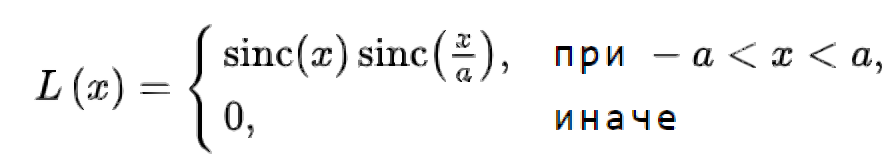 L(x) = { sinc(x) sinc(x/a), при − a < x < a,
0, иначе